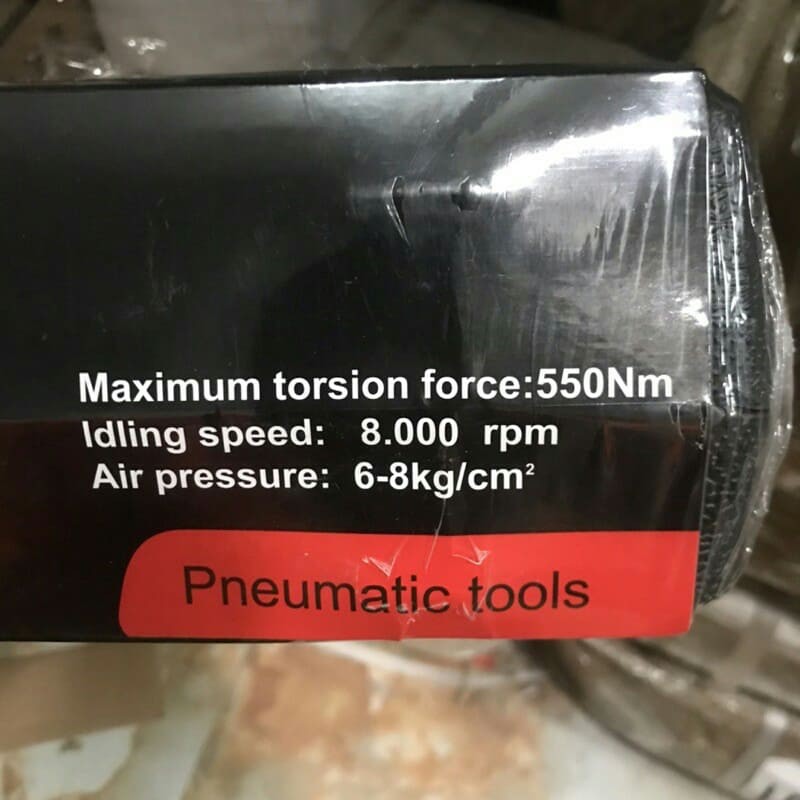 Maximum torsion force:550Nm
Idling speed: 8.000 rpm
Air pressure: 6-8kg/cm²
Pneumatic tools